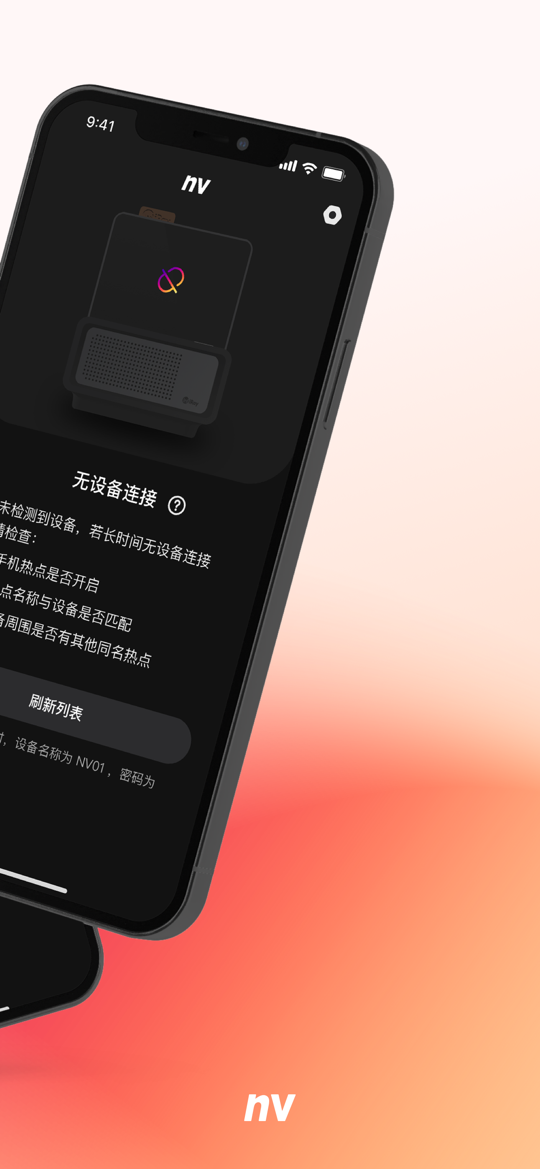 9:41
nv
无设备连接 ?
未检测到设备，若长时间无设备连接
请检查：
手机热点是否开启
点名称与设备是否匹配
备周围是否有其他同名热点
刷新列表
，设备名称为 NV01 ，密码为
nv